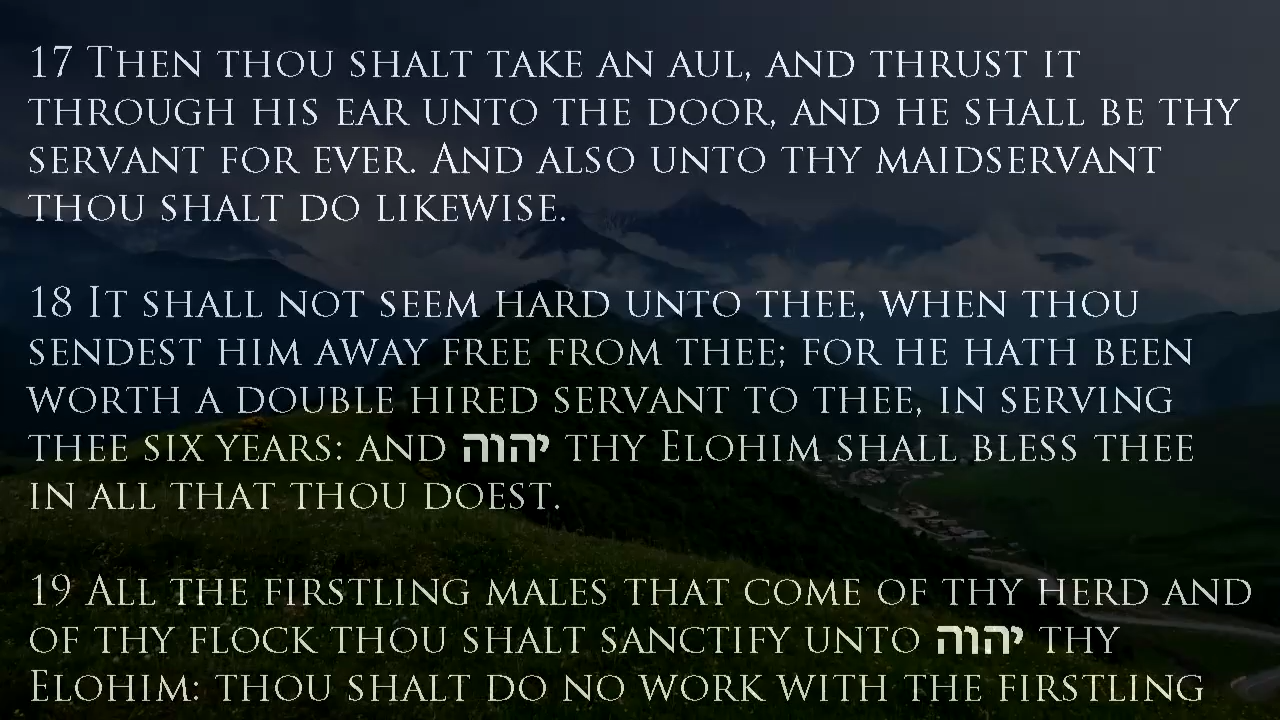 17 Then thou shalt take an aul, and thrust it
through his ear unto the door, and he shall be thy
servant for ever. And also unto thy maidservant
thou shalt do likewise.
18 It shall not seem hard unto thee, when thou
sendest him away free from thee; for he hath been
worth a double hired servant to thee, in serving
thee six years: and יהוה thy Elohim shall bless thee
in all that thou doest.
19 All the firstling males that come of thy herd and
of thy flock thou shalt sanctify unto יהוה thy
Elohim: thou shalt do no work with the firstling